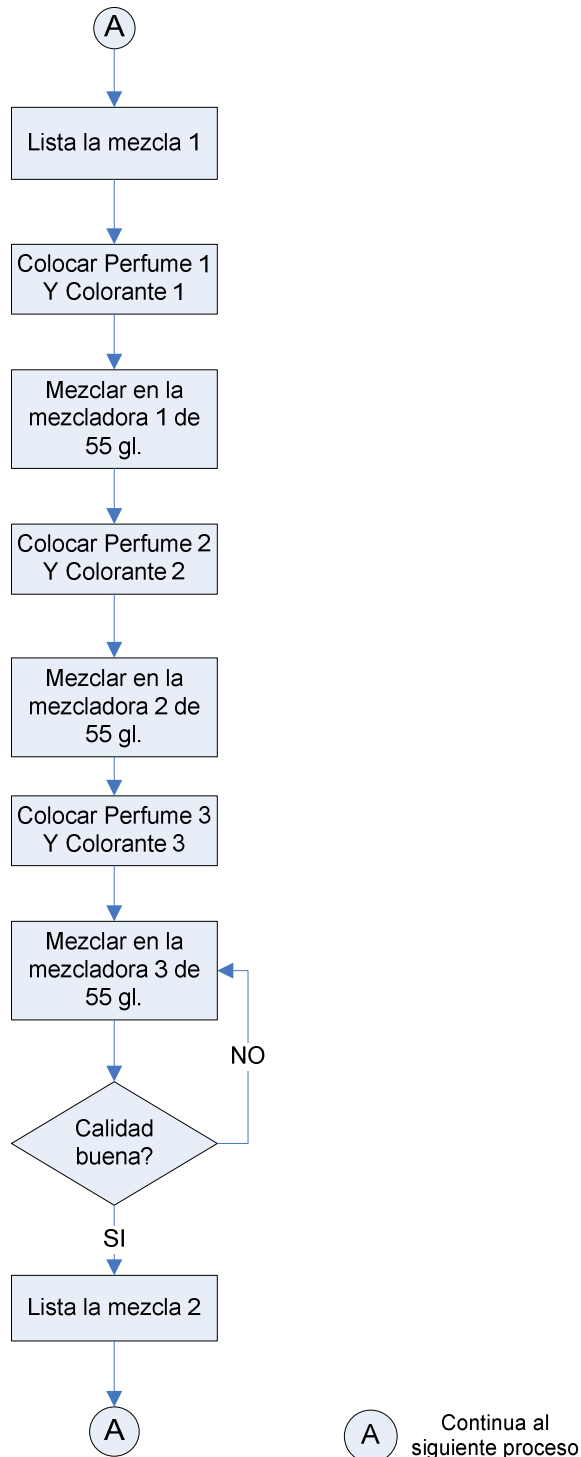 A
Lista la mezcla 1
Colocar Perfume 1
Y Colorante 1
Mezclar en la
mezcladora 1 de
55 gl.
Colocar Perfume 2
Y Colorante 2
Mezclar en la
mezcladora 2 de
55 gl.
Colocar Perfume 3
Y Colorante 3
Mezclar en la
mezcladora 3 de
55 gl.
NO
Calidad
buena?
SI
Lista la mezcla 2
A
A
Continua al
siguiente proceso